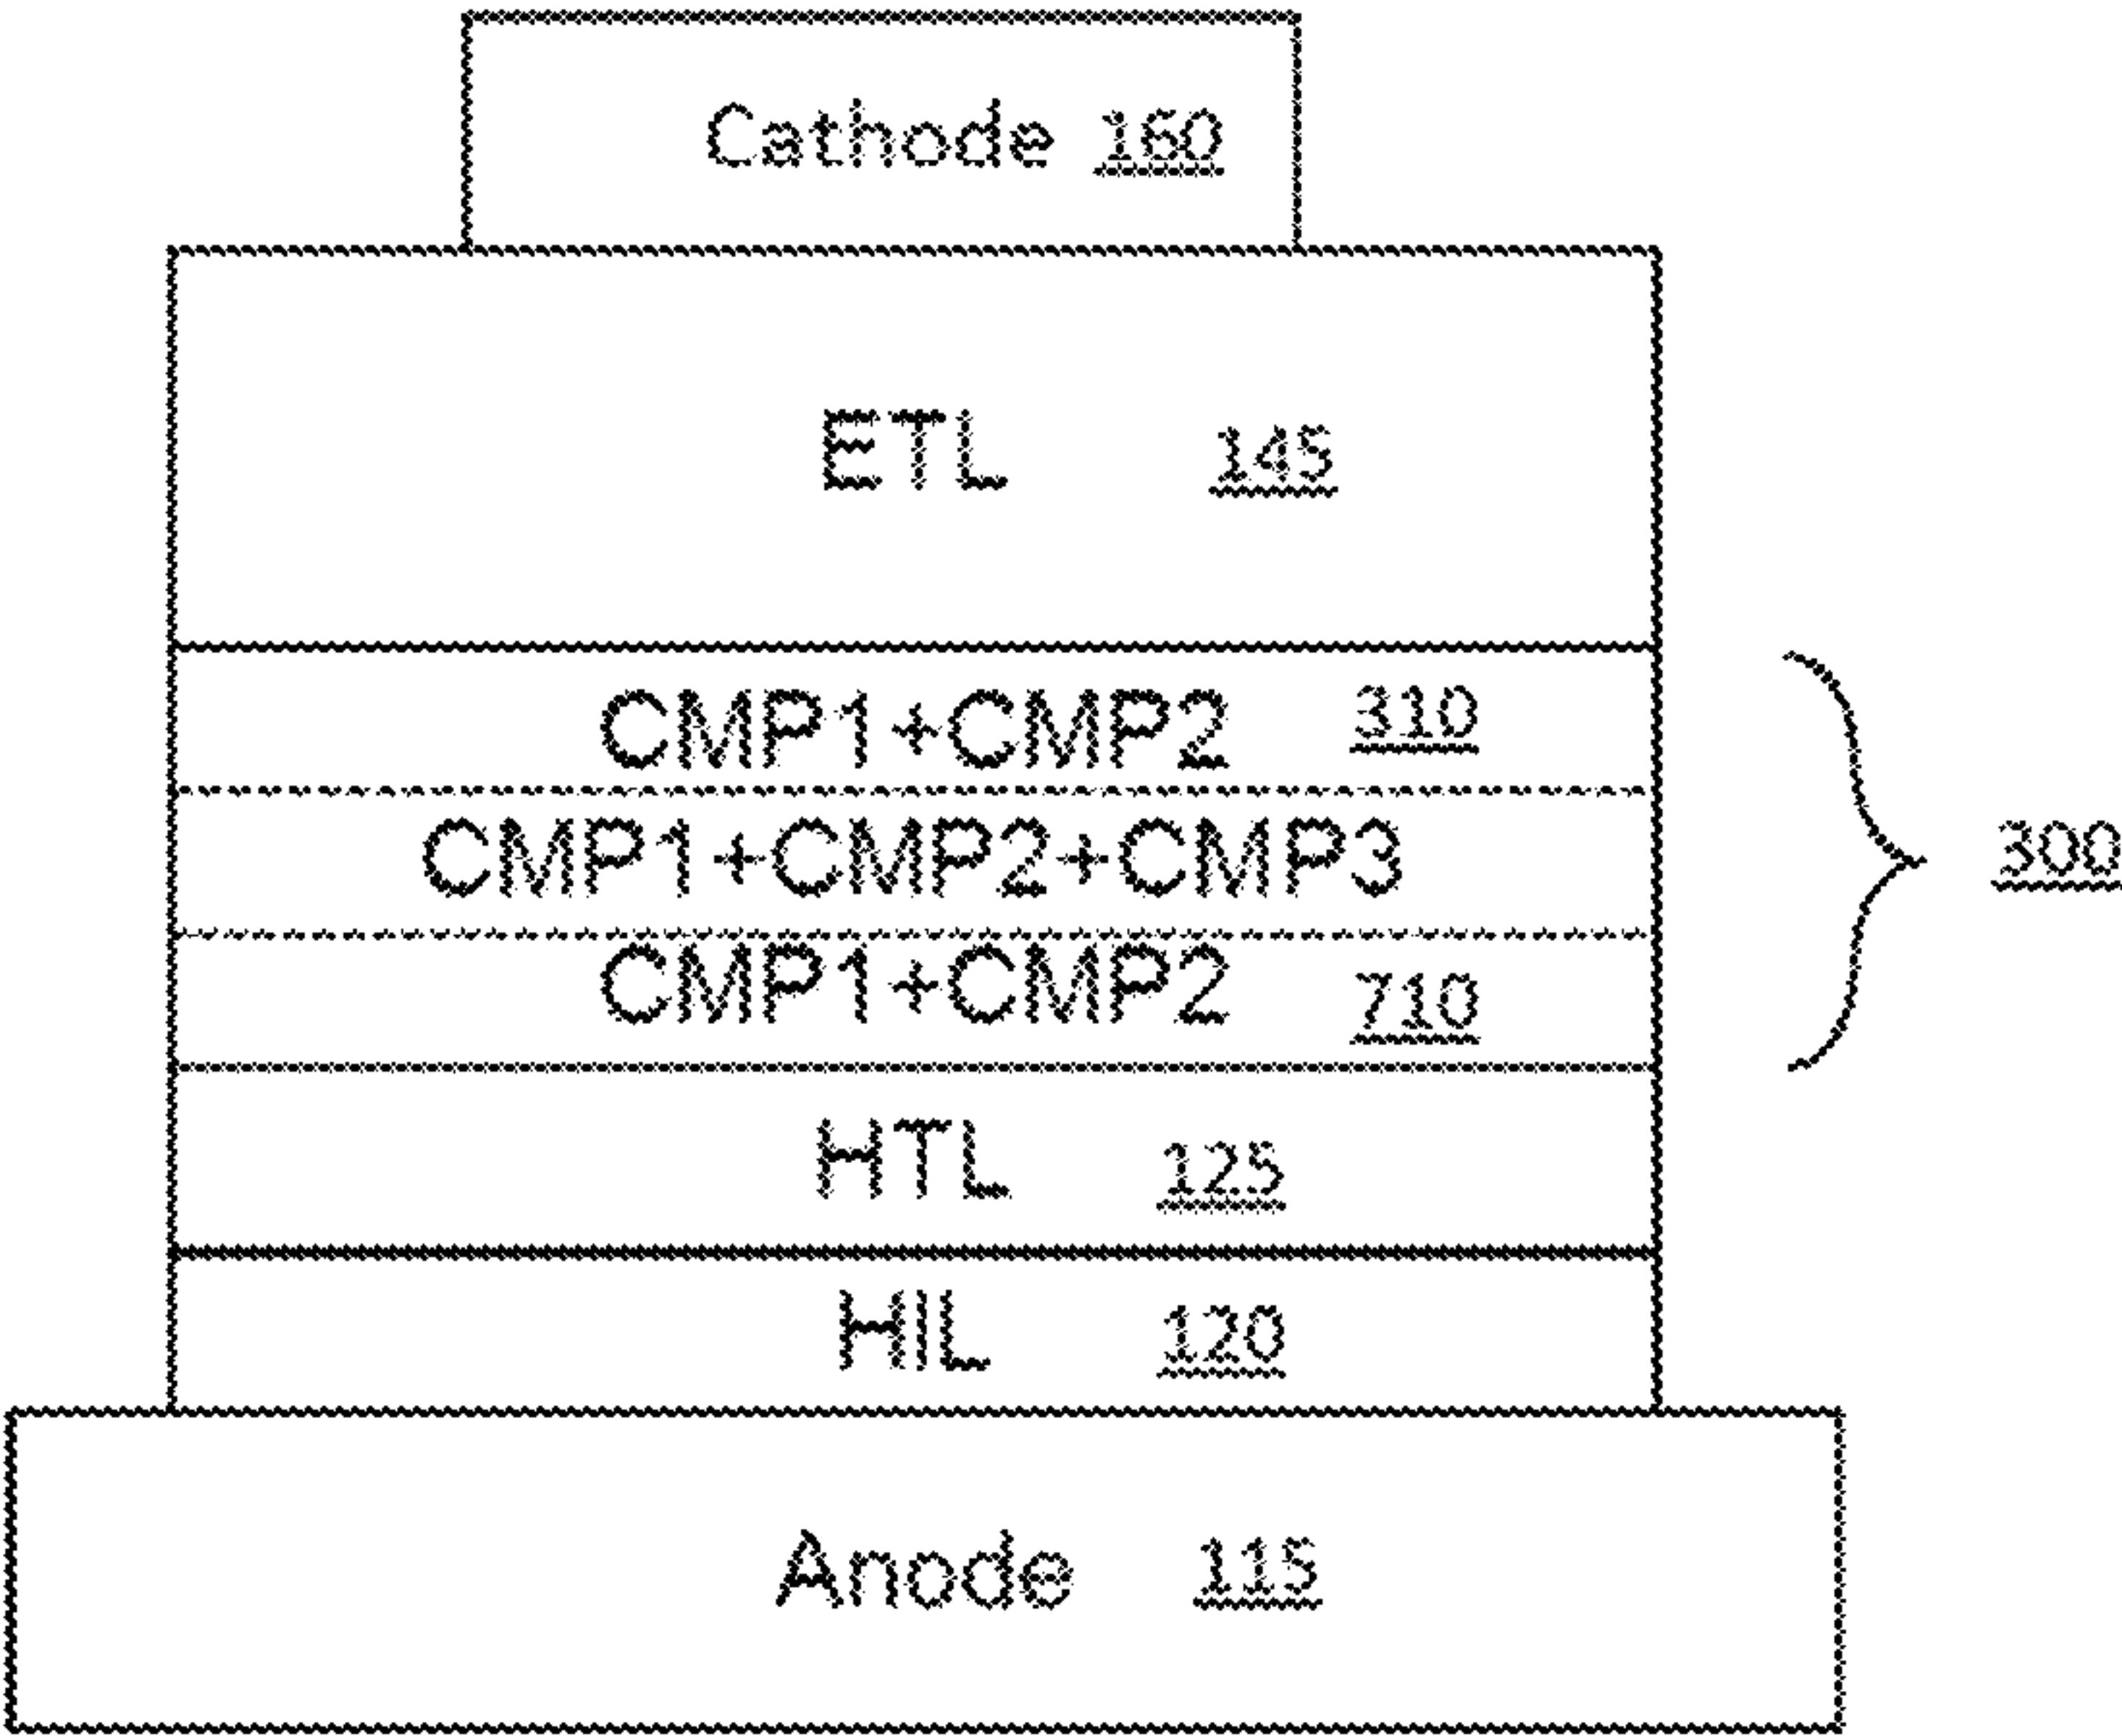 Cathode 160
ETL 145
CMP1+CMP2 310
CMP1+CMP2+CMP3
300
CMP1+CMP2 710
HTL 125
HIL 120
Anode 115